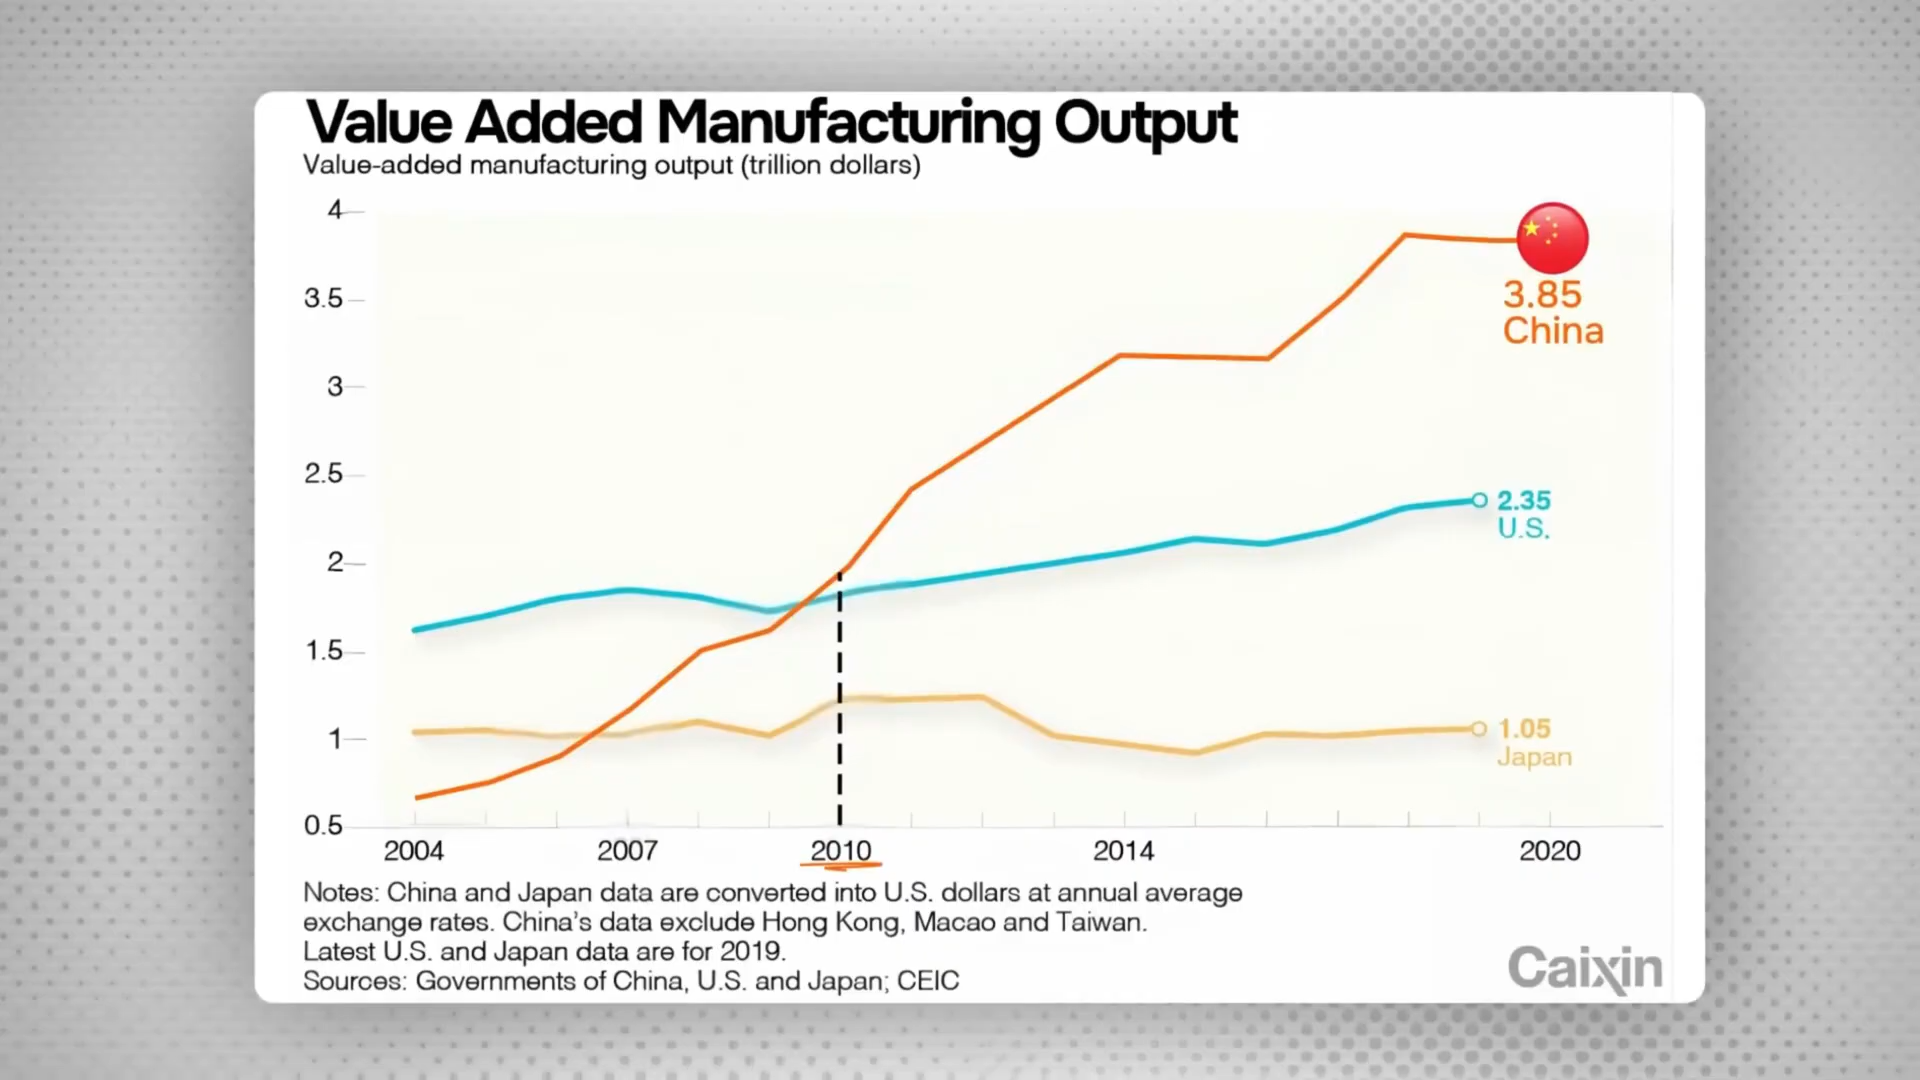 Value Added Manufacturing Output
Value-added manufacturing output (trillion dollars)
4
3.5
3
2.5
2
1.5
1
0.5
3.85
China
2.35
U.S.
1.05
Japan
2004 2007 2010 2014 2020
Notes: China and Japan data are converted into U.S. dollars at annual average
exchange rates. China's data exclude Hong Kong, Macao and Taiwan.
Latest U.S. and Japan data are for 2019.
Sources: Governments of China, U.S. and Japan; CEIC
Caixin